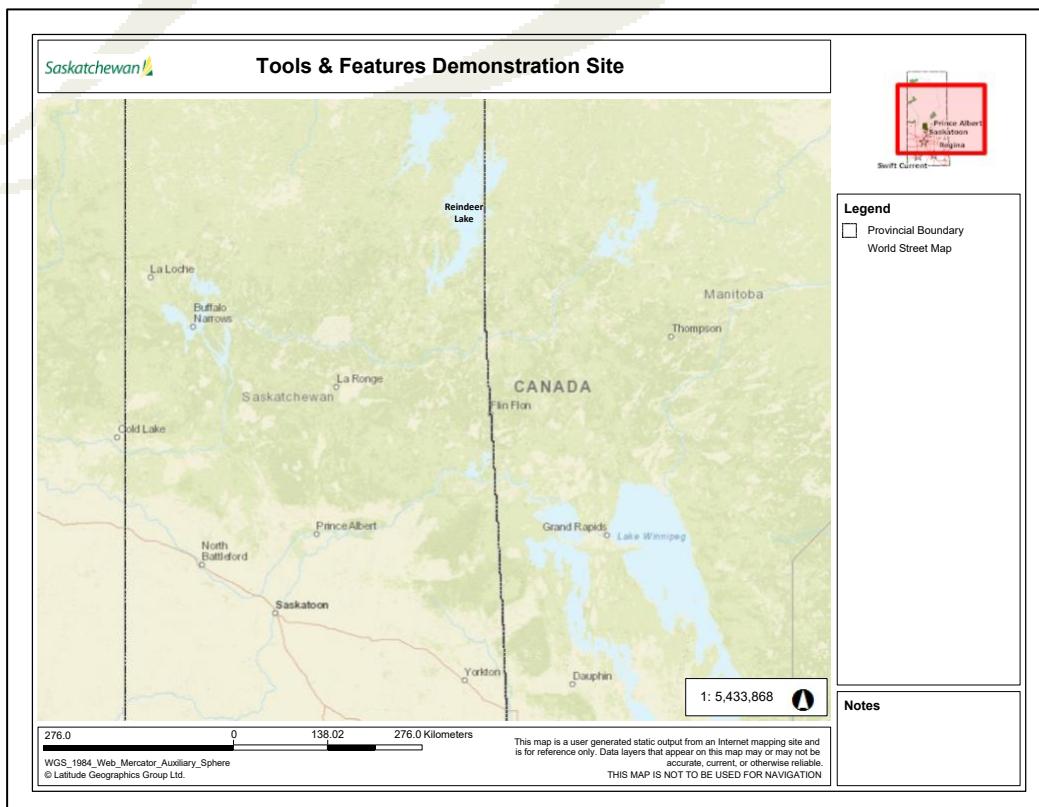 Saskatchewan
Tools & Features Demonstration Site
Prince Albert
Saskatoon
Regina
Swift Current
Reindeer
Lake
La Loche
Buffalo
Narrows
Manitoba
Thompson
La Ronge
Saskatchewan
CANADA
Flin Flon
Cold Lake
Prince Albert
Grand Rapids
Lake Winnipeg
North
Battleford
Saskatoon
Yorkton
Dauphin
1: 5,433,868
Legend
Provincial Boundary
World Street Map
Notes
276.0 0 138.02 276.0 Kilometers
WGS_1984_Web_Mercator_Auxiliary_Sphere
© Latitude Geographics Group Ltd.
This map is a user generated static output from an Internet mapping site and
is for reference only. Data layers that appear on this map may or may not be
accurate, current, or otherwise reliable.
THIS MAP IS NOT TO BE USED FOR NAVIGATION